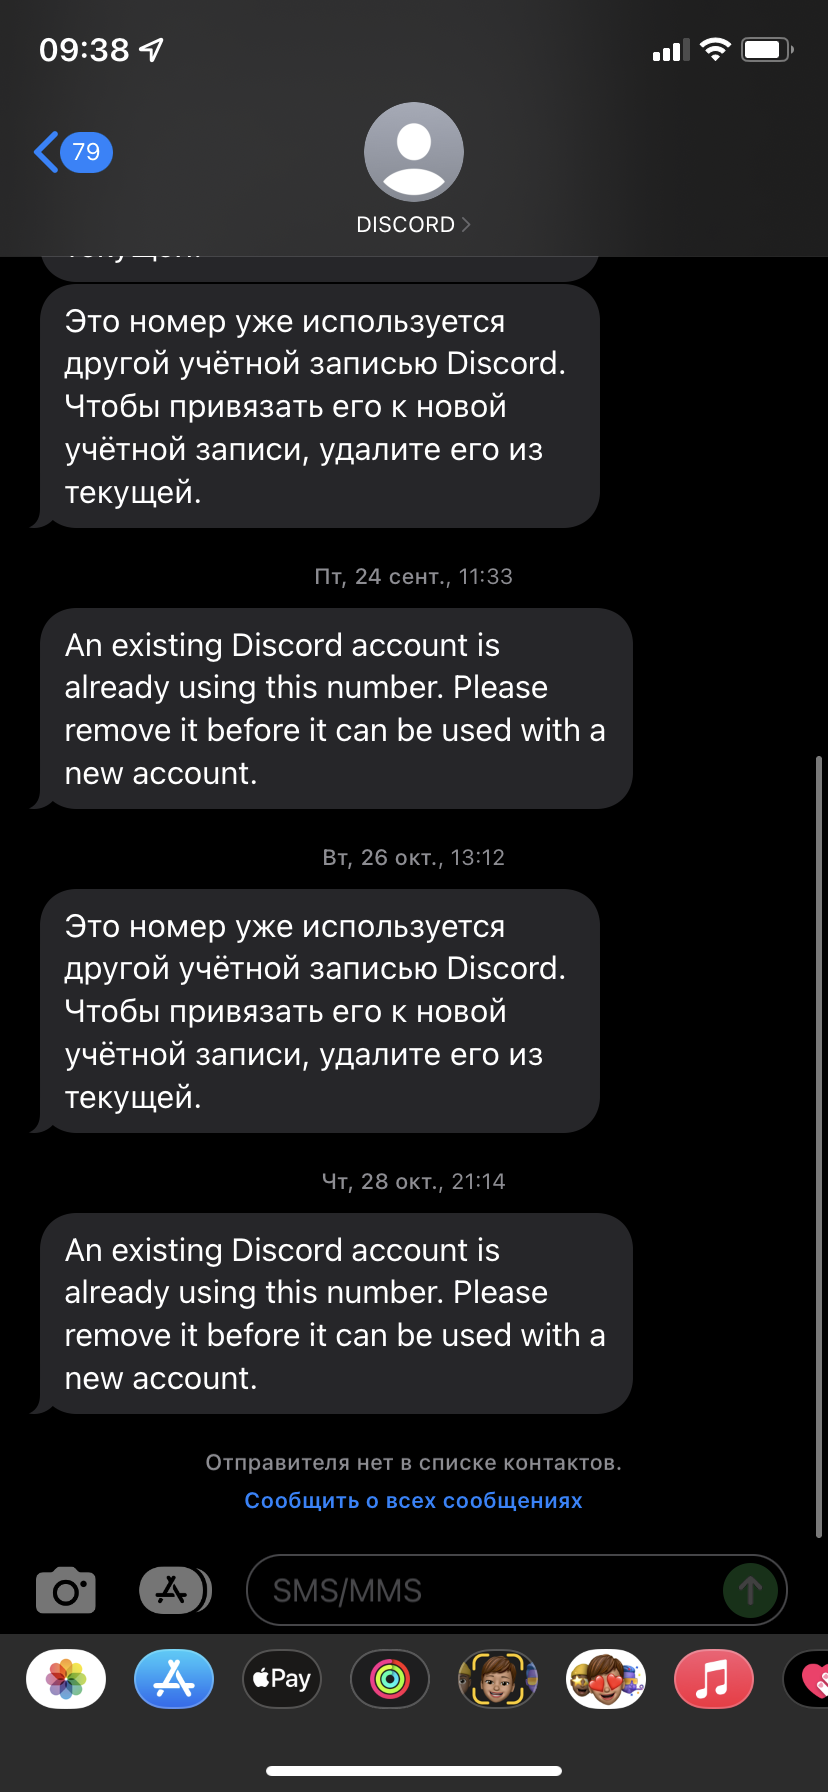 09:38
79
DISCORD
Это номер уже используется
другой учётной записью Discord.
Чтобы привязать его к новой
учётной записи, удалите его из
текущей.
Пт, 24 сент., 11:33
An existing Discord account is
already using this number. Please
remove it before it can be used with a
new account.
Вт, 26 окт., 13:12
Это номер уже используется
другой учётной записью Discord.
Чтобы привязать его к новой
учётной записи, удалите его из
текущей.
Чт, 28 окт., 21:14
An existing Discord account is
already using this number. Please
remove it before it can be used with a
new account.
Отправителя нет в списке контактов.
Сообщить о всех сообщениях
SMS/MMS
Pay